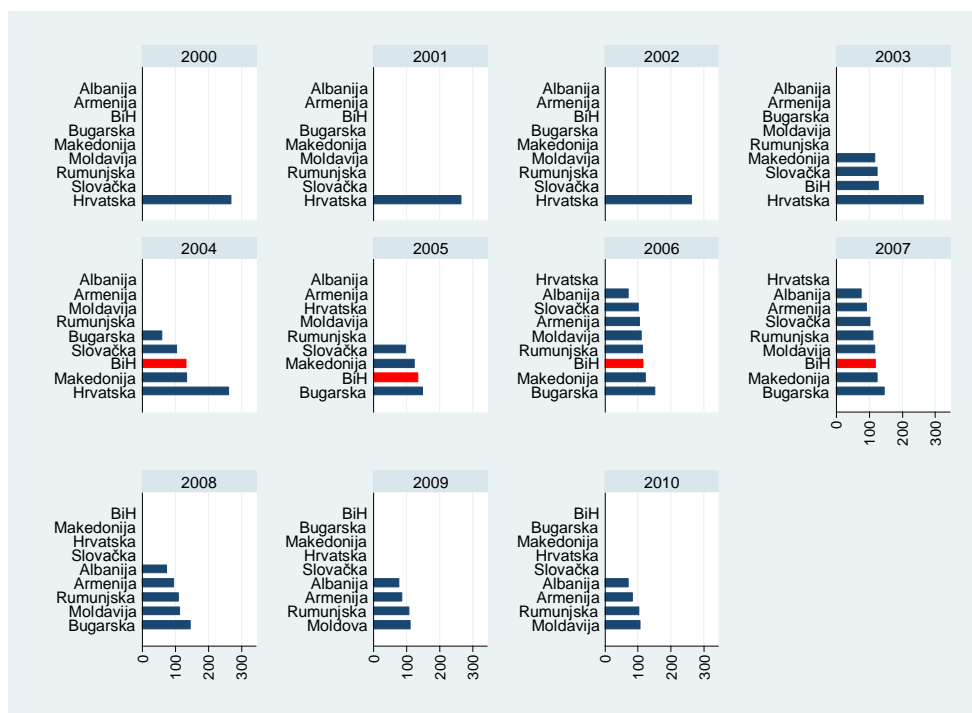 2000
Albanija
Armenija
BiH
Bugarska
Makedonija
Moldavija
Rumunjska
Slovačka
Hrvatska
2001
Albanija
Armenija
BiH
Bugarska
Makedonija
Moldavija
Rumunjska
Slovačka
Hrvatska
2002
Albanija
Armenija
BiH
Bugarska
Makedonija
Moldavija
Rumunjska
Slovačka
Hrvatska
2003
Albanija
Armenija
Bugarska
Moldavija
Rumunjska
Makedonija
Slovačka
BiH
Hrvatska
2004
Albanija
Armenija
Moldavija
Rumunjska
Bugarska
Slovačka
BiH
Makedonija
Hrvatska
2005
Albanija
Armenija
Hrvatska
Moldavija
Rumunjska
Slovačka
Makedonija
BiH
Bugarska
2006
Hrvatska
Albanija
Slovačka
Armenija
Moldavija
Rumunjska
BiH
Makedonija
Bugarska
2007
Hrvatska
Albanija
Armenija
Slovačka
Rumunjska
Moldavija
BiH
Makedonija
Bugarska
0 100 200 300
2008
BiH
Makedonija
Hrvatska
Slovačka
Albanija
Armenija
Rumunjska
Moldavija
Bugarska
0 100 200 300
2009
BiH
Bugarska
Makedonija
Hrvatska
Slovačka
Albanija
Armenija
Rumunjska
Moldova
0 100 200 300
2010
BiH
Bugarska
Makedonija
Hrvatska
Slovačka
Albanija
Armenija
Rumunjska
Moldavija
0 100 200 300